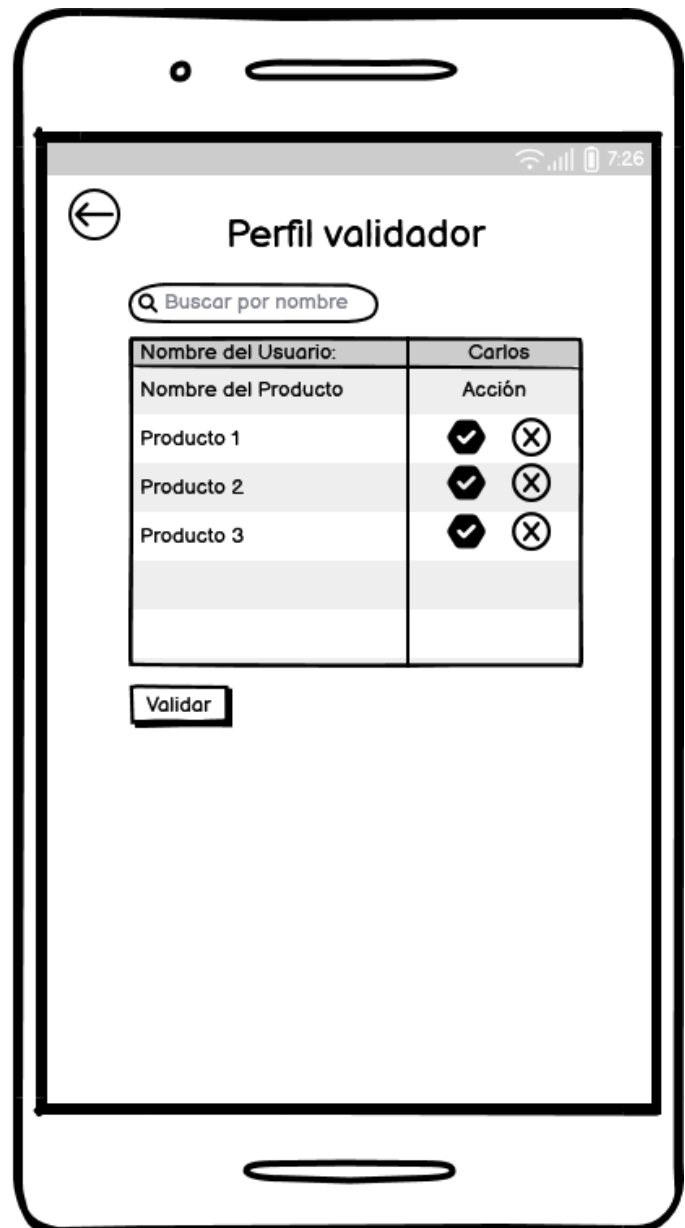 7:26
Perfil validador
Buscar por nombre
Nombre del Usuario: Carlos
Nombre del Producto Acción
Producto 1
Producto 2
Producto 3
Validar